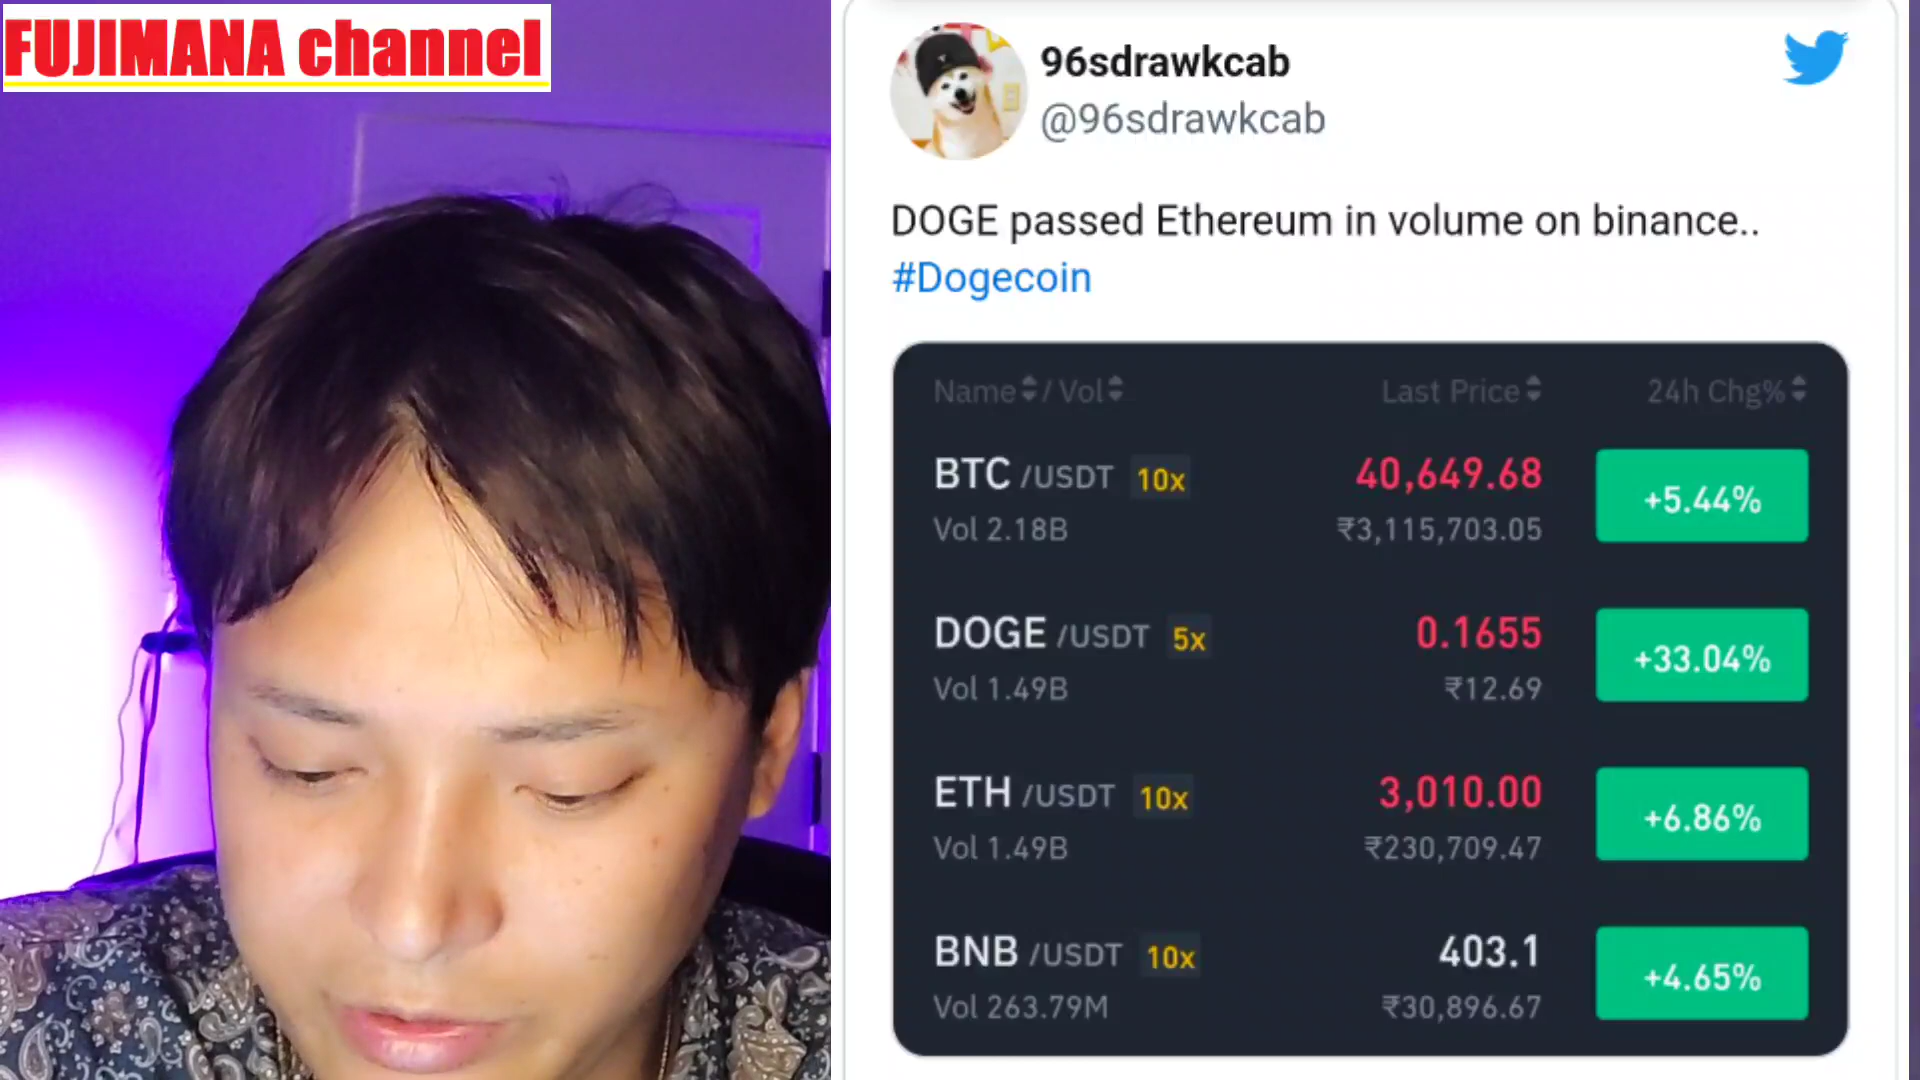 FUJIMANA channel
96sdrawkcab
@96sdrawkcab
DOGE passed Ethereum in volume on binance..
#Dogecoin
Name / Vol Last Price 24h Chg%
BTC /USDT 10x 40,649.68 +5.44%
Vol 2.18B ₹3,115,703.05
DOGE /USDT 5x 0.1655 +33.04%
Vol 1.49B ₹12.69
ETH /USDT 10x 3,010.00 +6.86%
Vol 1.49B ₹230,709.47
BNB /USDT 10x 403.1 +4.65%
Vol 263.79M ₹30,896.67